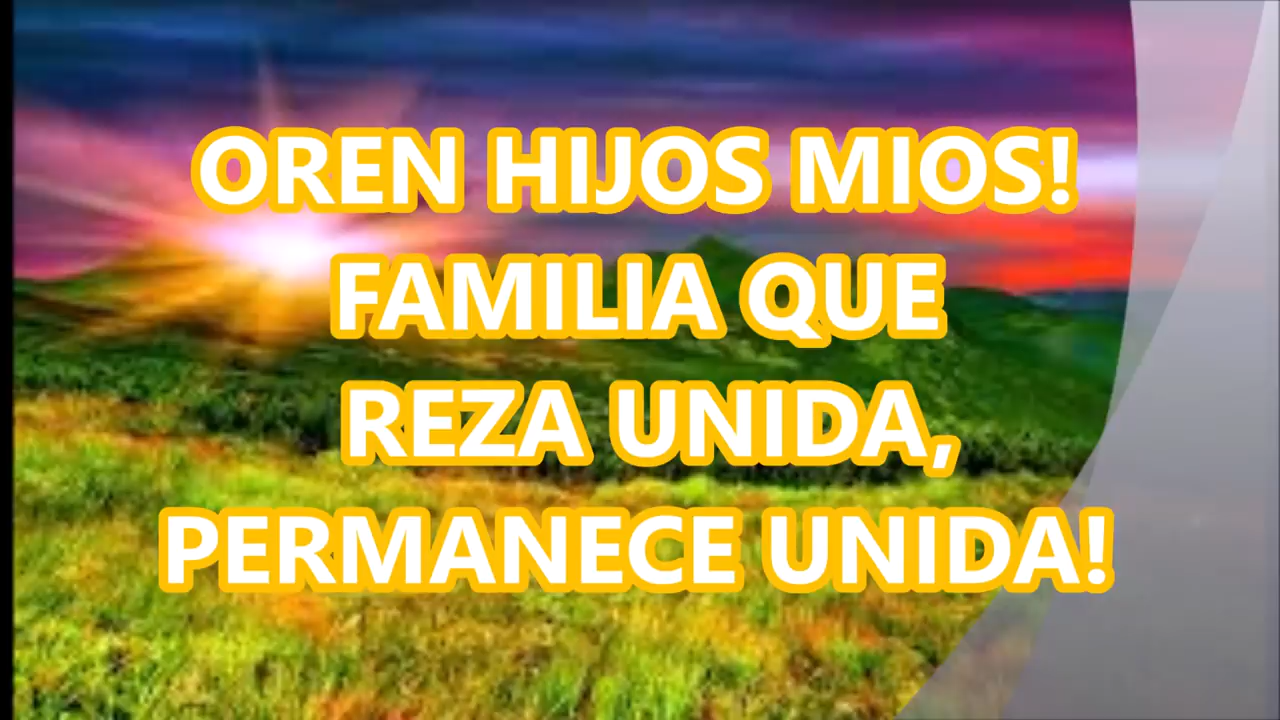 OREN HIJOS MIOS!
FAMILIA QUE
REZA UNIDA,
PERMANECE UNIDA!